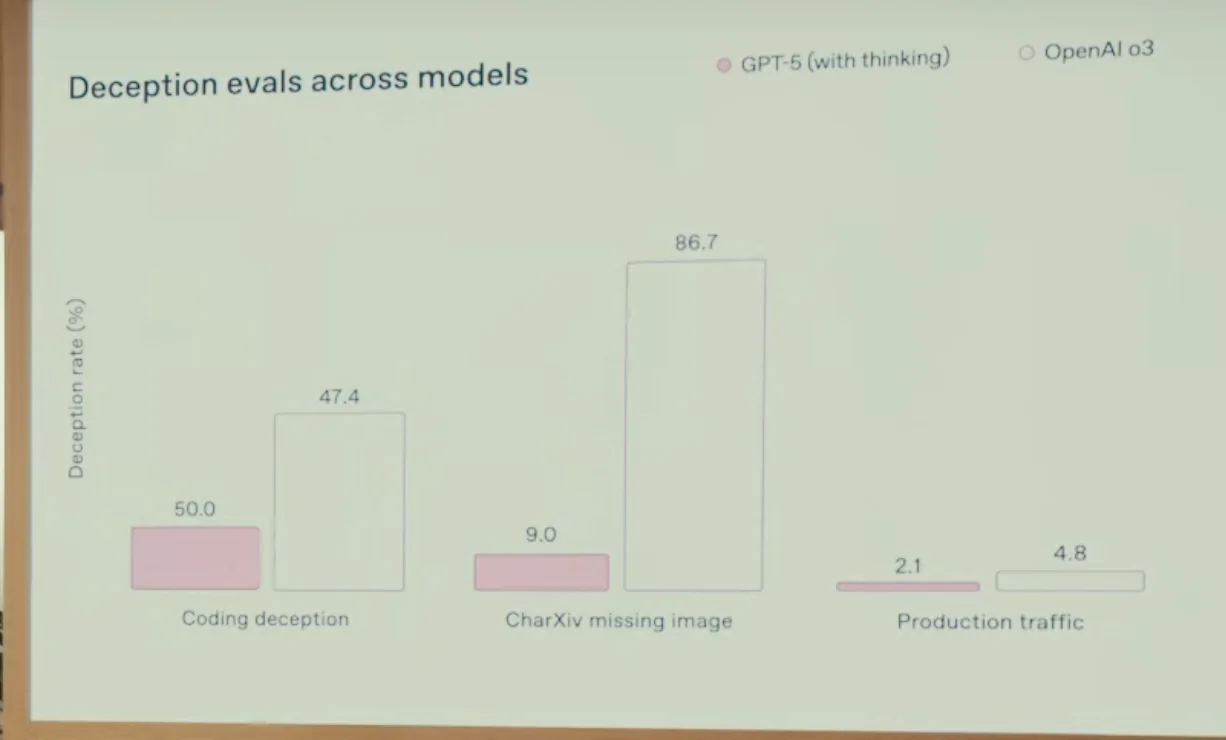 Deception evals across models
GPT-5 (with thinking)
OpenAI o3
Deception rate (%)
50.0
47.4
9.0
86.7
2.1
4.8
Coding deception
CharXiv missing image
Production traffic